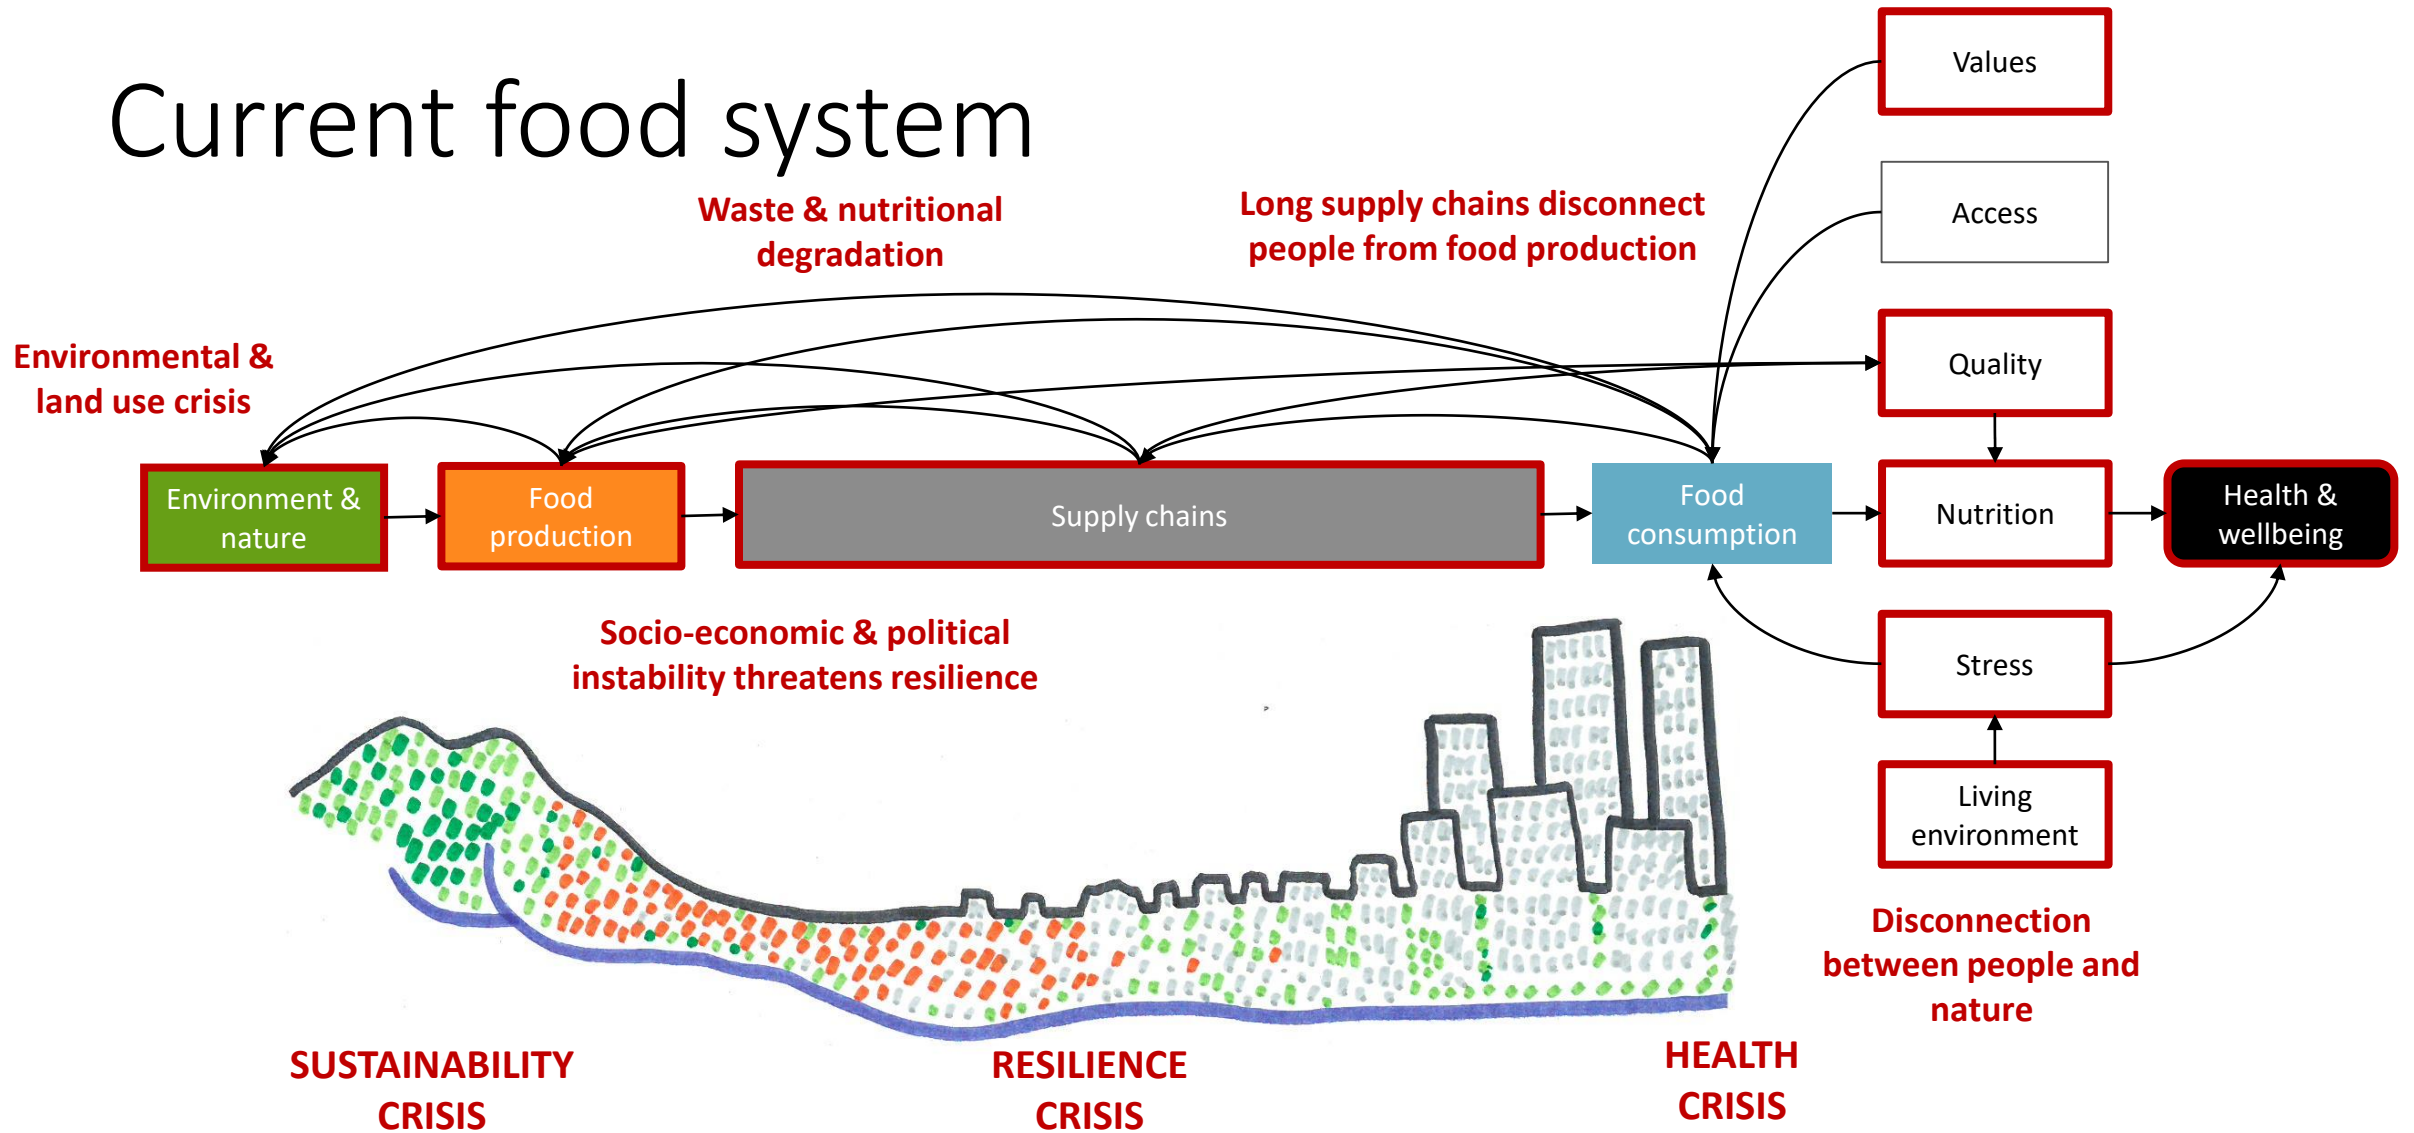 Current food system
Values
Access
Waste & nutritional
degradation
Long supply chains disconnect
people from food production
Environmental &
land use crisis
Quality
Environment &
nature
Food
production
Supply chains
Food
consumption
Nutrition
Health &
wellbeing
Socio-economic & political
instability threatens resilience
Stress
Living
environment
Disconnection
between people and
nature
SUSTAINABILITY
CRISIS
RESILIENCE
CRISIS
HEALTH
CRISIS